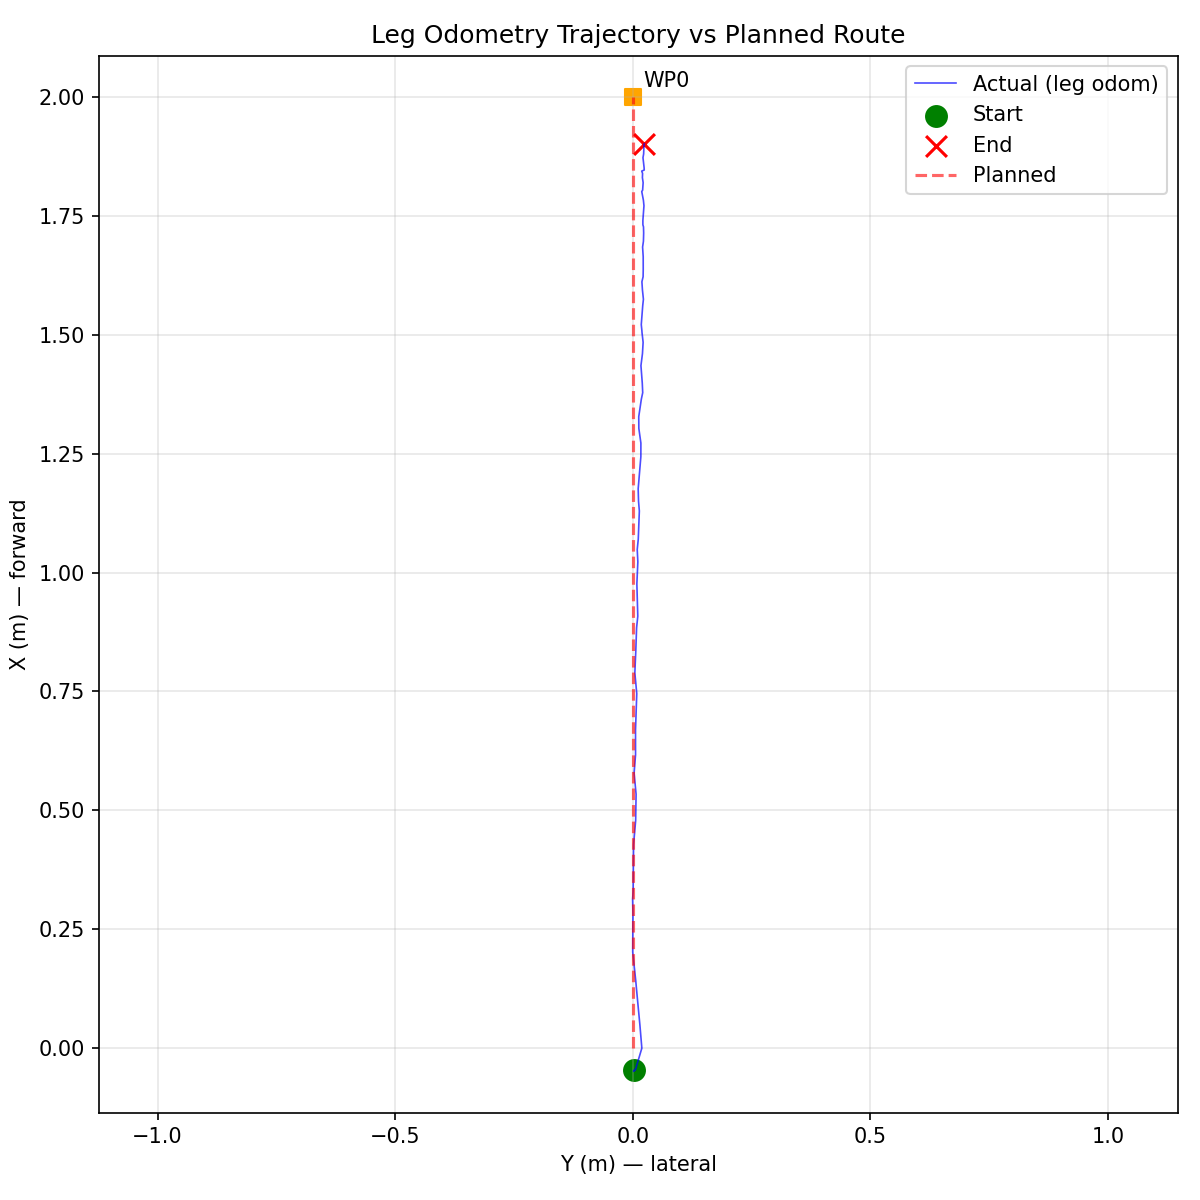 Leg Odometry Trajectory vs Planned Route
WP0
Actual (leg odom)
Start
End
Planned
2.00
1.75
1.50
1.25
1.00
0.75
0.50
0.25
0.00
X (m) — forward
−1.0
−0.5
0.0
0.5
1.0
Y (m) — lateral